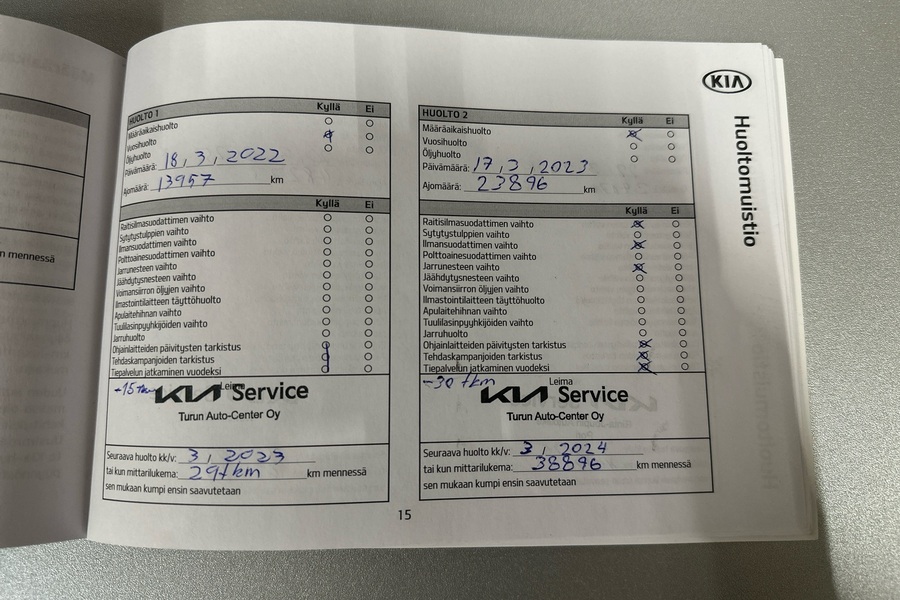 KIA
Huoltomuistio
n mennessä
HUOLTO 1 Kyllä Ei
Määräaikaishuolto
Vuosihuolto
Öljyhuolto
Päivämäärä: 18,3,2022
Ajomäärä: 13957 km
Kyllä Ei
Raitisilmasuodattimen vaihto
Sytytystulppien vaihto
Ilmansuodattimen vaihto
Polttoainesuodattimen vaihto
Jarrunesteen vaihto
Jäähdytysnesteen vaihto
Voimansiirron öljyjen vaihto
Ilmastointilaitteen täyttöhuolto
Apulaitehihnan vaihto
Tuulilasinpyyhkijöiden vaihto
Jarruhuolto
Ohjainlaitteiden päivitysten tarkistus
Tehdaskampanjoiden tarkistus
Tiepalvelun jatkaminen vuodeksi
-15 tkm Leima
KIA Service
Turun Auto-Center Oy
Seuraava huolto kk/v: 3, 2023
tai kun mittarilukema: 29tkm km mennessä
sen mukaan kumpi ensin saavutetaan
HUOLTO 2 Kyllä Ei
Määräaikaishuolto
Vuosihuolto
Öljyhuolto
Päivämäärä: 17,3,2023
Ajomäärä: 23896 km
Kyllä Ei
Raitisilmasuodattimen vaihto
Sytytystulppien vaihto
Ilmansuodattimen vaihto
Polttoainesuodattimen vaihto
Jarrunesteen vaihto
Jäähdytysnesteen vaihto
Voimansiirron öljyjen vaihto
Ilmastointilaitteen täyttöhuolto
Apulaitehihnan vaihto
Tuulilasinpyyhkijöiden vaihto
Jarruhuolto
Ohjainlaitteiden päivitysten tarkistus
Tehdaskampanjoiden tarkistus
Tiepalvelun jatkaminen vuodeksi
-30 tkm Leima
KIA Service
Turun Auto-Center Oy
Seuraava huolto kk/v: 3, 2024
tai kun mittarilukema: 38896 km mennessä
sen mukaan kumpi ensin saavutetaan
15